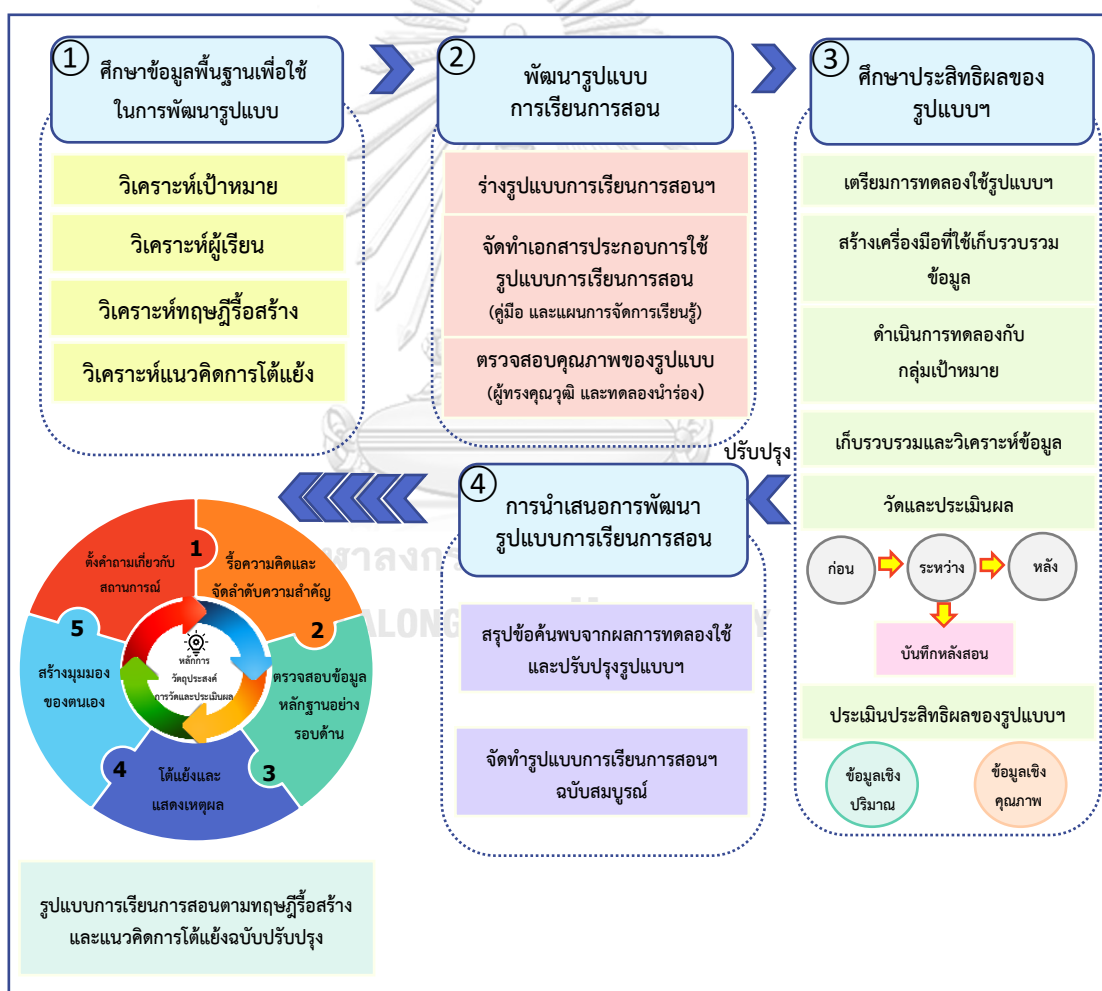 1
ศึกษาข้อมูลพื้นฐานเพื่อใช้
ในการพัฒนารูปแบบ
วิเคราะห์เป้าหมาย
วิเคราะห์ผู้เรียน
วิเคราะห์ทฤษฎีรื้อสร้าง
วิเคราะห์แนวคิดการโต้แย้ง
2
พัฒนารูปแบบ
การเรียนการสอน
ร่างรูปแบบการเรียนการสอนฯ
จัดทำเอกสารประกอบการใช้
รูปแบบการเรียนการสอน
(คู่มือ และแผนการจัดการเรียนรู้)
ตรวจสอบคุณภาพของรูปแบบ
(ผู้ทรงคุณวุฒิ และทดลองนำร่อง)
3
ศึกษาประสิทธิผลของ
รูปแบบฯ
เตรียมการทดลองใช้รูปแบบฯ
สร้างเครื่องมือที่ใช้เก็บรวบรวม
ข้อมูล
ดำเนินการทดลองกับ
กลุ่มเป้าหมาย
เก็บรวบรวมและวิเคราะห์ข้อมูล
วัดและประเมินผล
ก่อน
ระหว่าง
หลัง
บันทึกหลังสอน
ประเมินประสิทธิผลของรูปแบบฯ
ข้อมูลเชิง
ปริมาณ
ข้อมูลเชิง
คุณภาพ
ปรับปรุง
4
การนำเสนอการพัฒนา
รูปแบบการเรียนการสอน
สรุปข้อค้นพบจากผลการทดลองใช้
และปรับปรุงรูปแบบฯ
จัดทำรูปแบบการเรียนการสอนฯ
ฉบับสมบูรณ์
1
ตั้งคำถามเกี่ยวกับ
สถานการณ์
รื้อความคิดและ
จัดลำดับความสำคัญ
2
ตรวจสอบข้อมูล
หลักฐานอย่าง
รอบด้าน
3
โต้แย้งและ
แสดงเหตุผล
4
สร้างมุมมอง
ของตนเอง
5
หลักการ
วัตถุประสงค์
การวัดและประเมินผล
รูปแบบการเรียนการสอนตามทฤษฎีรื้อสร้าง
และแนวคิดการโต้แย้งฉบับปรับปรุง